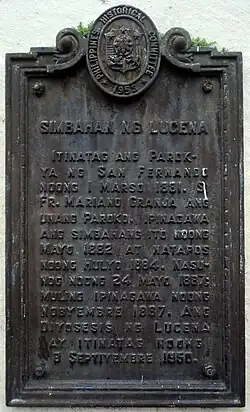 PHILIPPINES HISTORICAL COMMITTEE
1955
SIMBAHAN NG LUCENA
ITINATAG ANG PAROK-
YA NG SAN FERNANDO
NOONG 1 MARSO 1881. SI
FR. MARIANO GRANJA ANG
UNANG PAROKO. IPINAGAWA
ANG SIMBAHANG ITO NOONG
MAYO 1882 AT NATAPOS
NOONG HULYO 1884. NASU-
NOG NOONG 24 MAYO 1887;
MULING IPINAGAWA NOONG
NOBYEMBRE 1887. ANG
DIYOSESIS NG LUCENA
AY ITINATAG NOONG
SEPTIYEMBRE 1950.